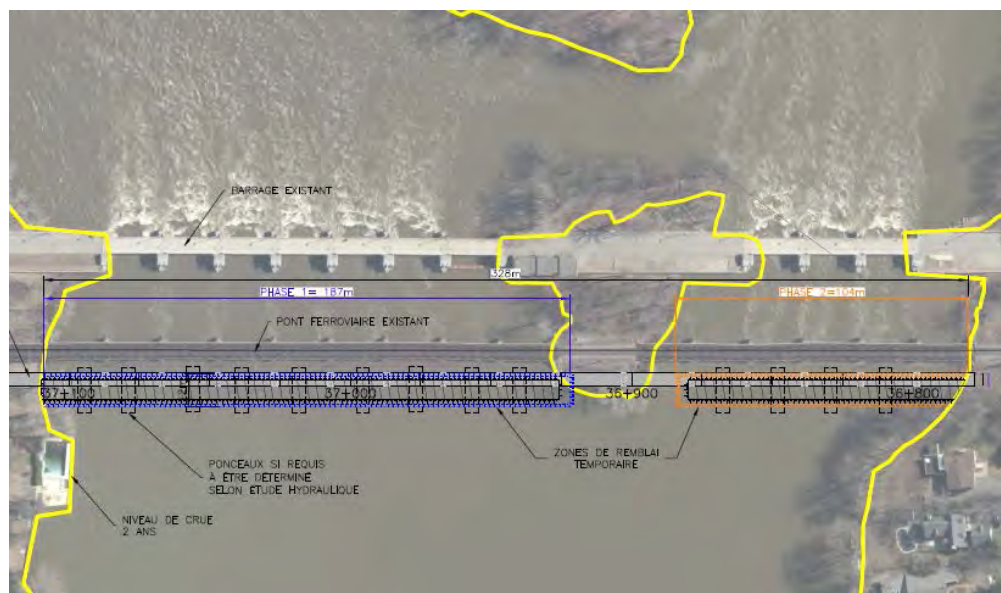 BARRAGE EXISTANT
328m
PHASE 1= 187m
PHASE 2=104m
PONT FERROVIAIRE EXISTANT
37+100
37+000
36+900
36+800
ZONES DE REMBLAI
TEMPORAIRE
PONCEAUX SI REQUIS
À ÊTRE DÉTERMINÉ
SELON ÉTUDE HYDRAULIQUE
NIVEAU DE CRUE
2 ANS